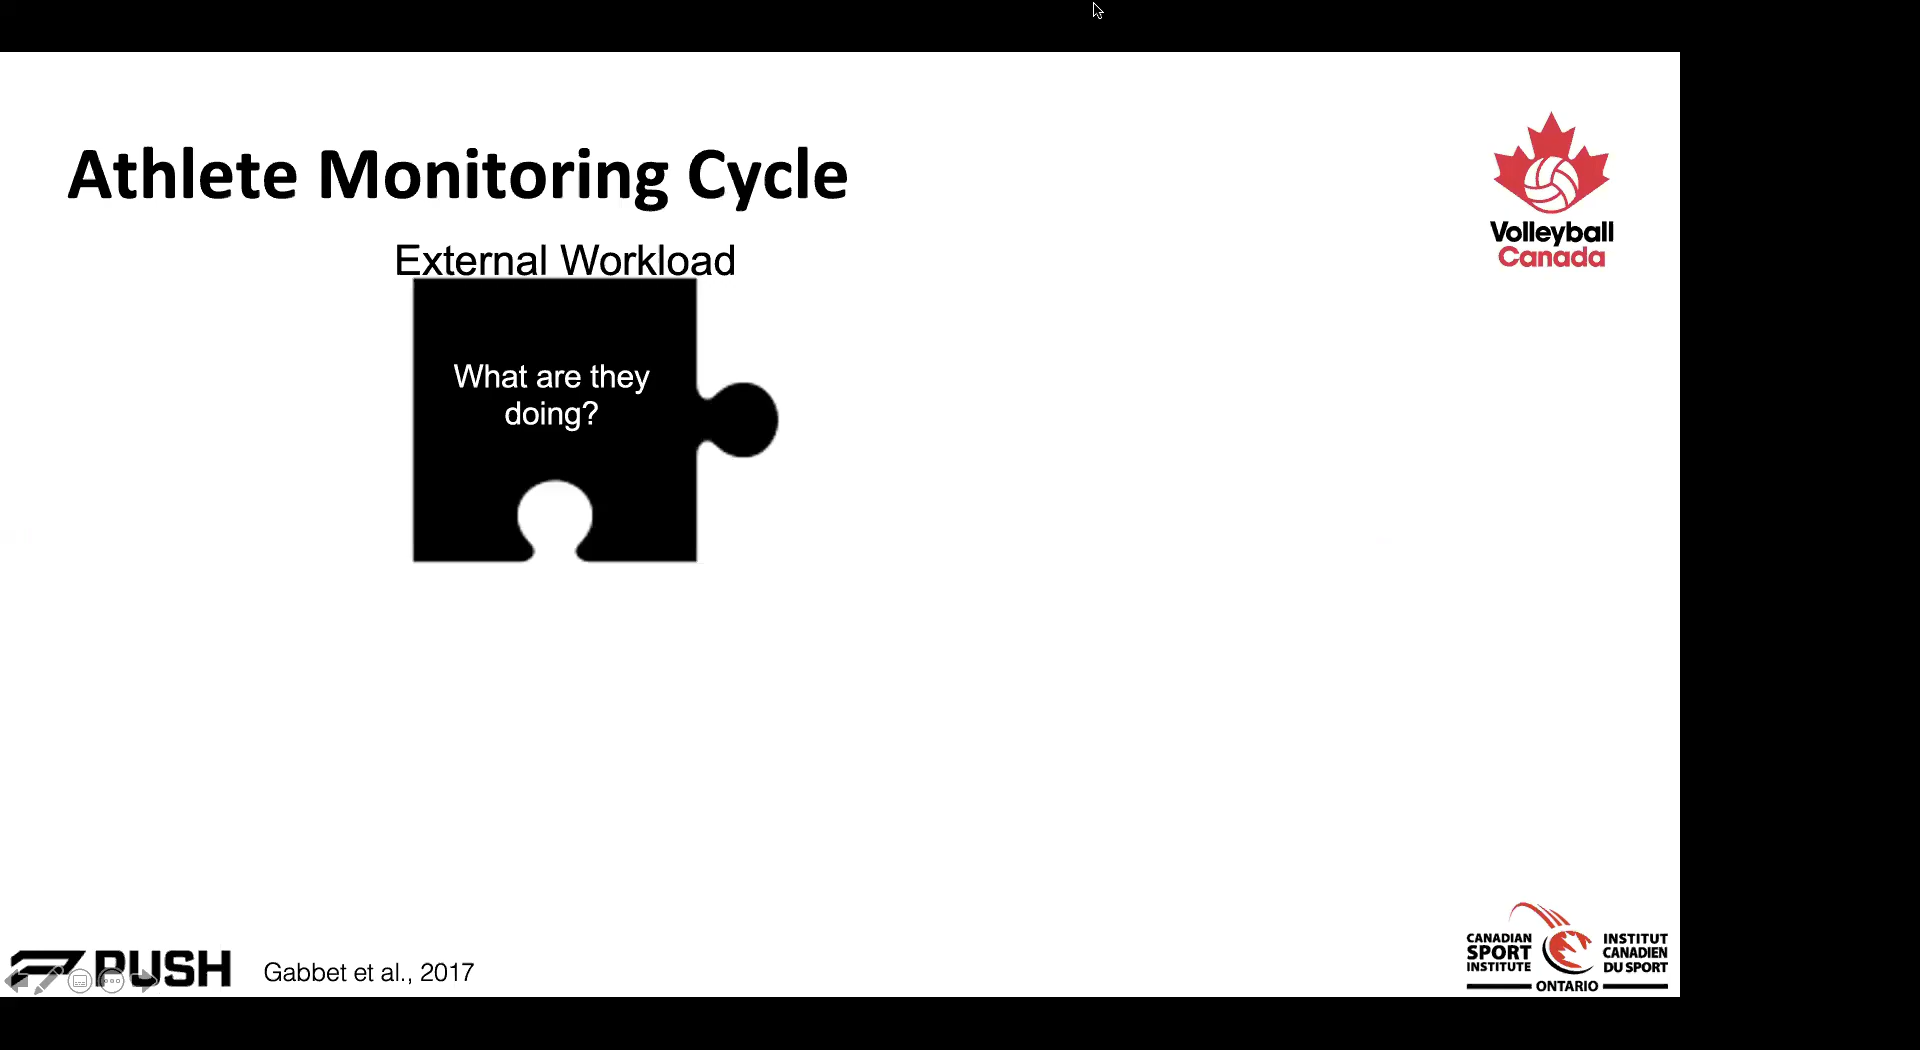 Athlete Monitoring Cycle
External Workload
What are they
doing?
Volleyball
Canada
PUSH
Gabbet et al., 2017
CANADIAN
SPORT
INSTITUTE
INSTITUT
CANADIEN
DU SPORT
ONTARIO